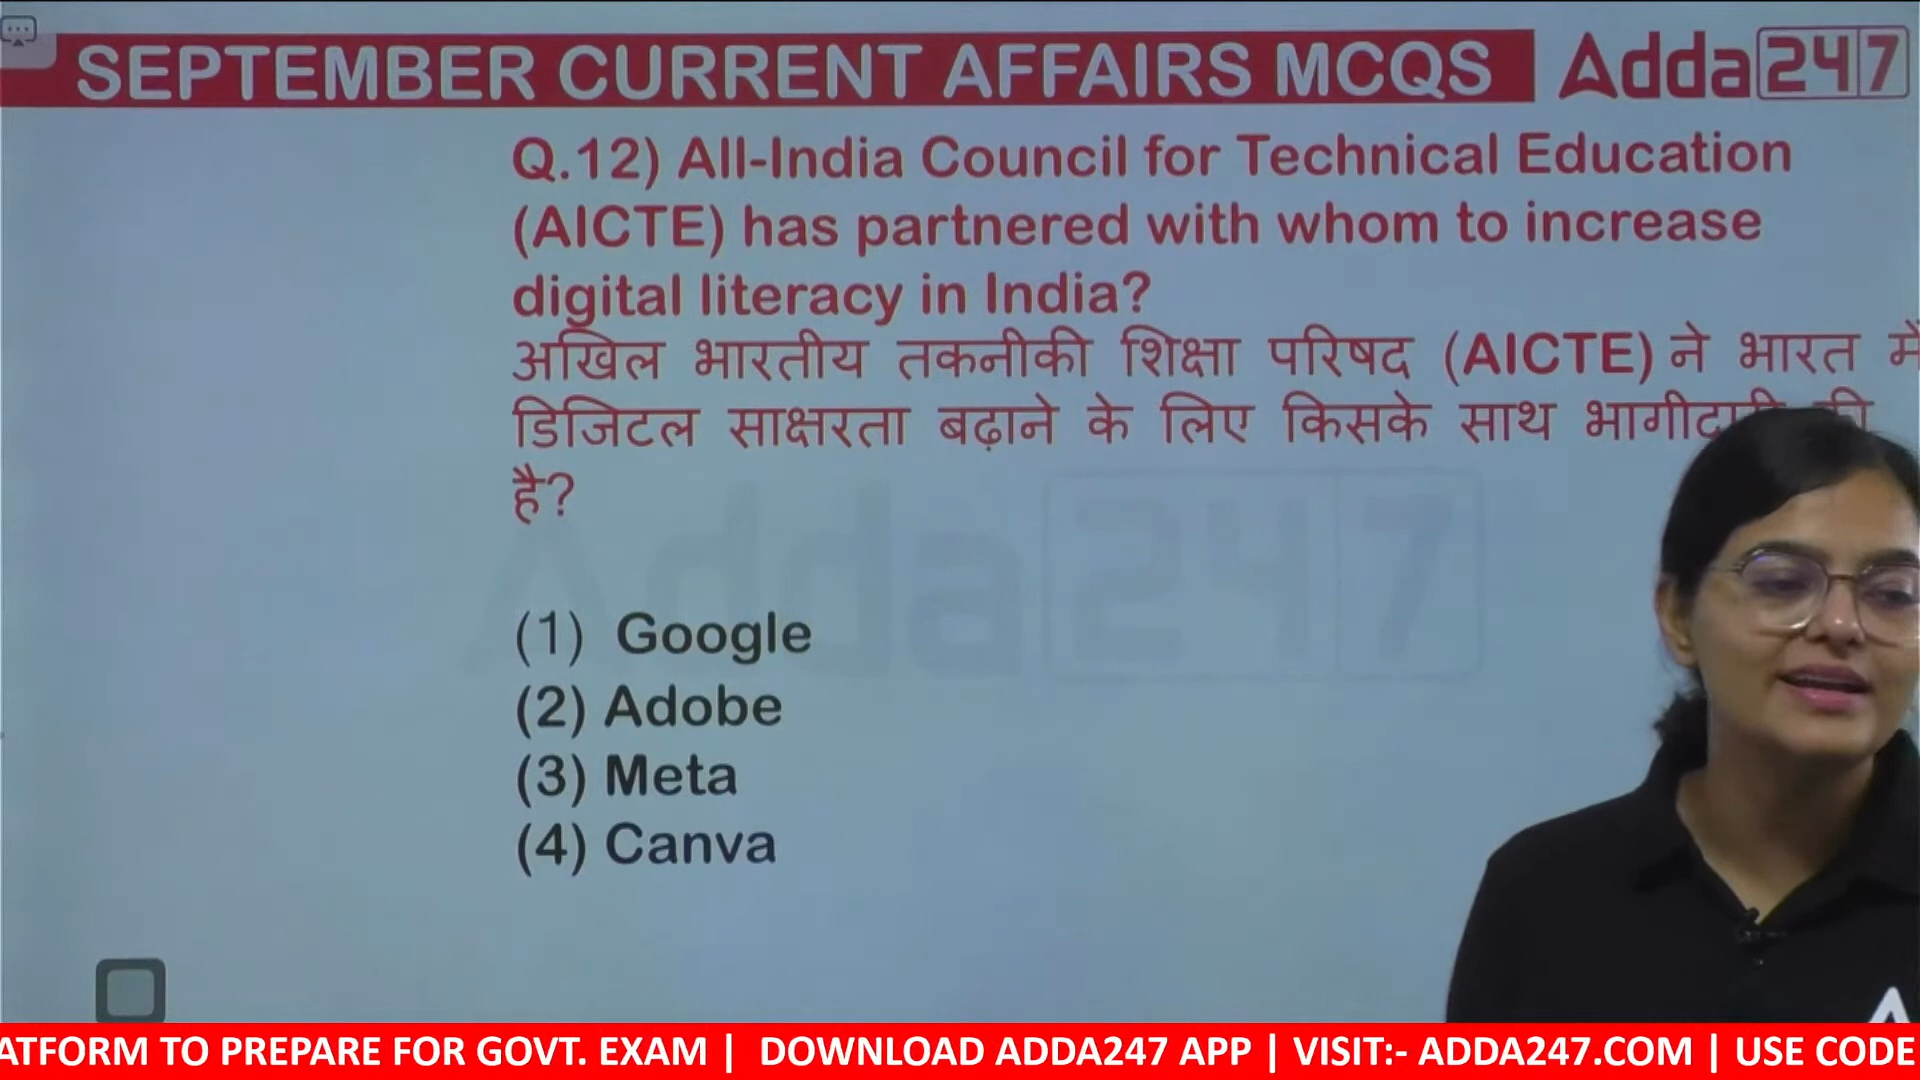 SEPTEMBER CURRENT AFFAIRS MCQS
Adda247
Q.12) All-India Council for Technical Education
(AICTE) has partnered with whom to increase
digital literacy in India?
अखिल भारतीय तकनीकी शिक्षा परिषद (AICTE) ने भारत में
डिजिटल साक्षरता बढ़ाने के लिए किसके साथ
है?
Adda247
(1) Google
(2) Adobe
(3) Meta
(4) Canva
ATFORM TO PREPARE FOR GOVT. EXAM | DOWNLOAD ADDA247 APP | VISIT:- ADDA247.COM | USE CODE